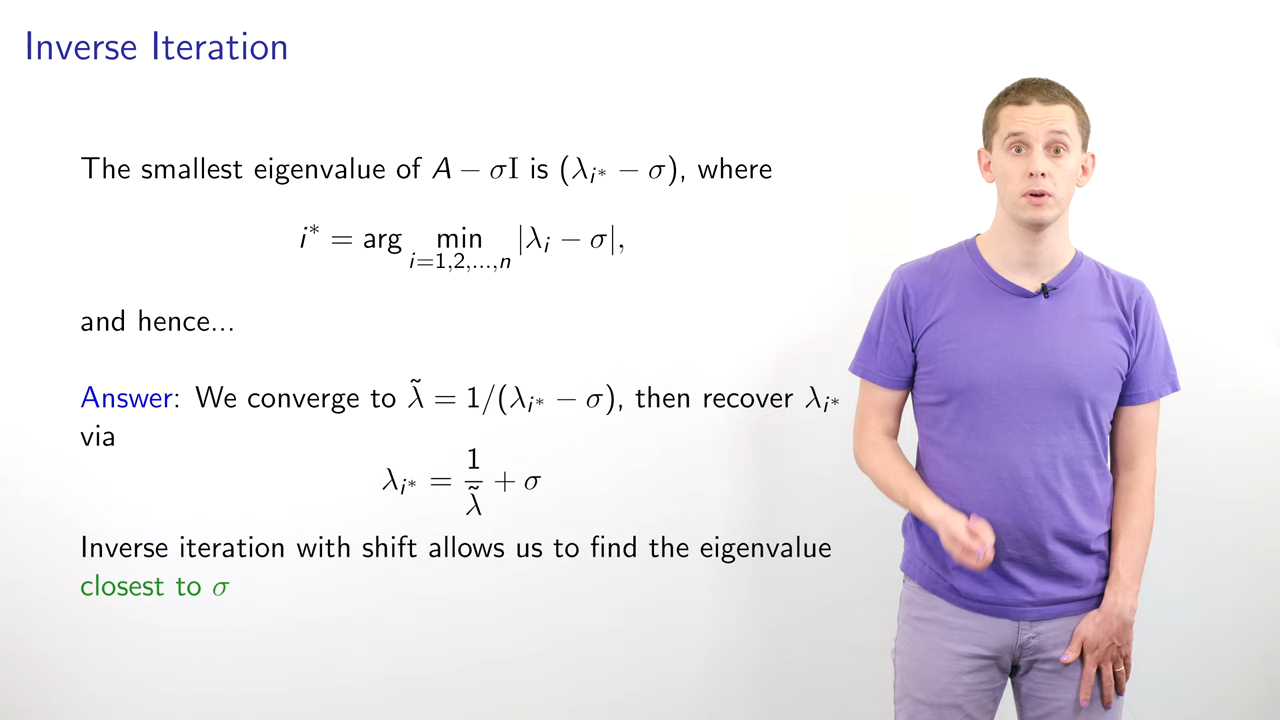 Inverse Iteration
The smallest eigenvalue of A − σI is (λ_{i*} − σ), where
i* = arg min_{i=1,2,...,n} |λ_i − σ|,
and hence...
Answer: We converge to λ̃ = 1/(λ_{i*} − σ), then recover λ_{i*}
via
λ_{i*} = 1/λ̃ + σ
Inverse iteration with shift allows us to find the eigenvalue
closest to σ